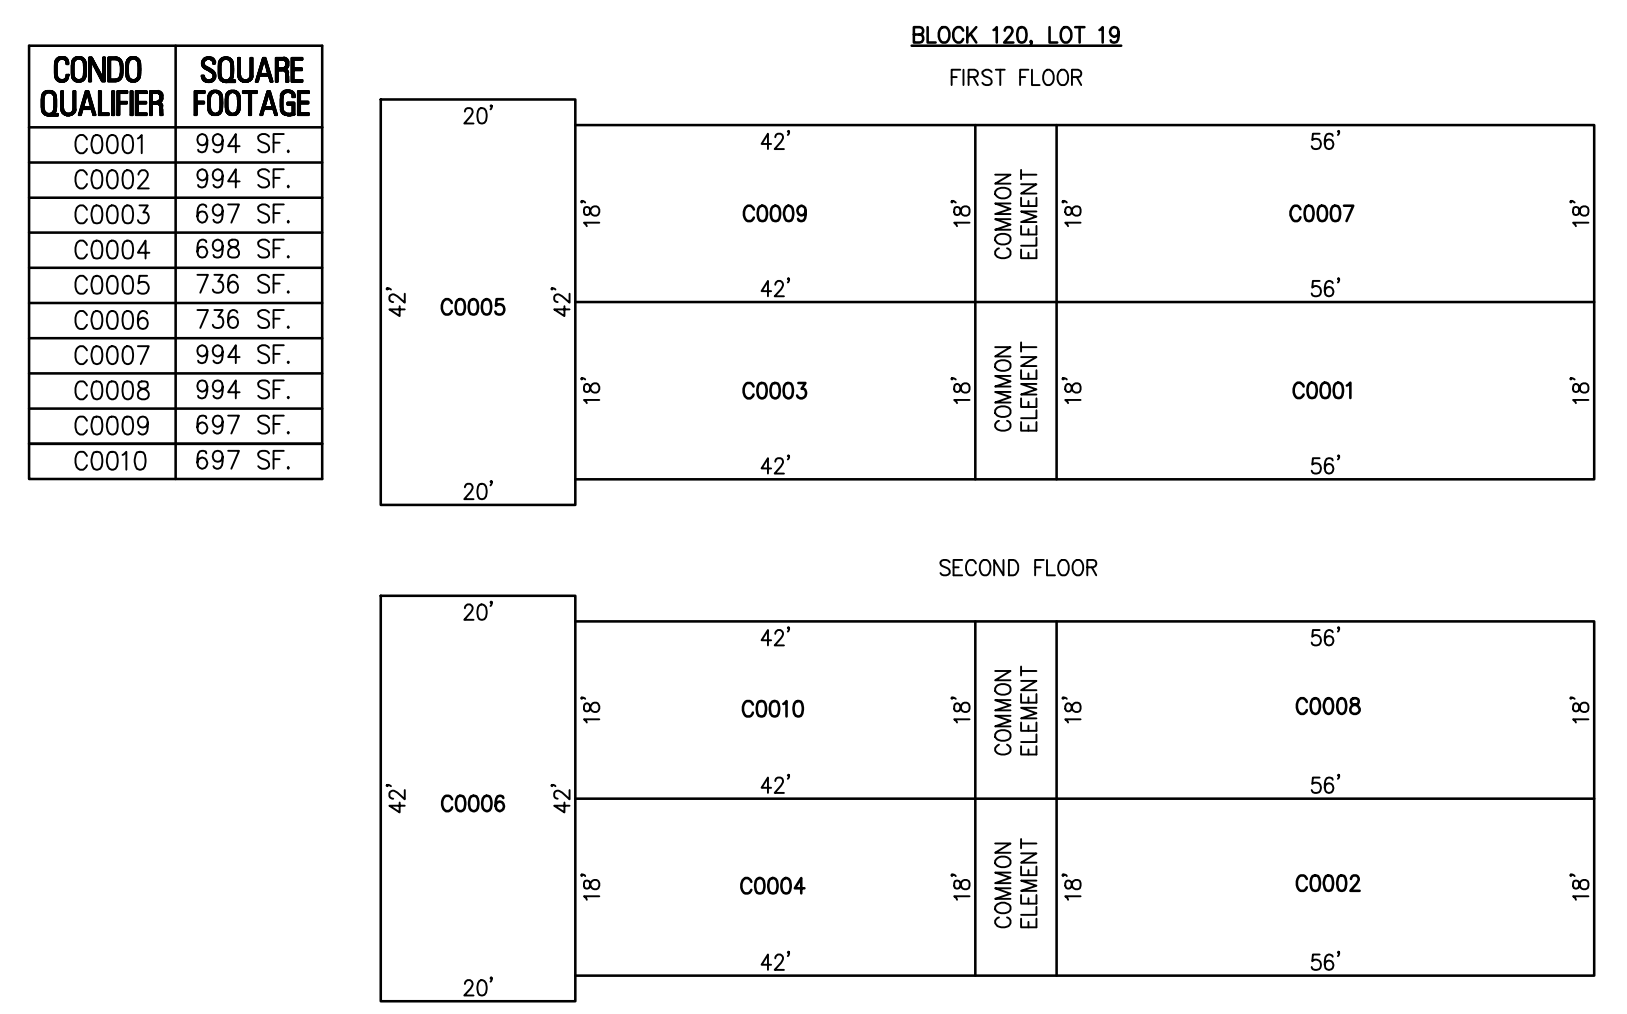 BLOCK 120, LOT 19
CONDO QUALIFIER SQUARE FOOTAGE
C0001 994 SF.
C0002 994 SF.
C0003 697 SF.
C0004 698 SF.
C0005 736 SF.
C0006 736 SF.
C0007 994 SF.
C0008 994 SF.
C0009 697 SF.
C0010 697 SF.
FIRST FLOOR
20'
42'
C0005
42'
20'
42'
18'
C0009
18'
42'
COMMON
ELEMENT
56'
18'
C0007
18'
56'
18'
C0003
18'
42'
COMMON
ELEMENT
18'
C0001
18'
56'
SECOND FLOOR
20'
42'
C0006
42'
20'
42'
18'
C0010
18'
42'
COMMON
ELEMENT
56'
18'
C0008
18'
56'
18'
C0004
18'
42'
COMMON
ELEMENT
18'
C0002
18'
56'